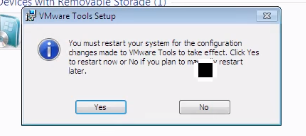 Devices with Removable Storage (1)
VMware Tools Setup
You must restart your system for the configuration
changes made to VMware Tools to take effect. Click Yes
to restart now or No if you plan to restart
later.
Yes
No